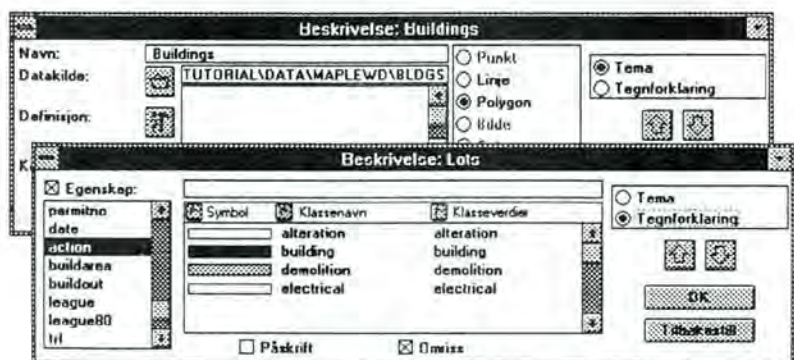 Beskrivelse: Buildings
Navn:
Buildings
Datakilde:
TUTORIAL\DATA\MAPLEWD\BLDGS
Definisjon:
Punkt
Linje
Polygon
Bilde
Tema
Tegnforklaring
Beskrivelse: Lots
Egenskap:
permitno
date
action
buildarea
buildout
league
league80
Symbol Klassenavn Klasseverdier
alteration alteration
building building
demolition demolition
electrical electrical
Påskrift
Omriss
Tema
Tegnforklaring
OK
Tilbakestill